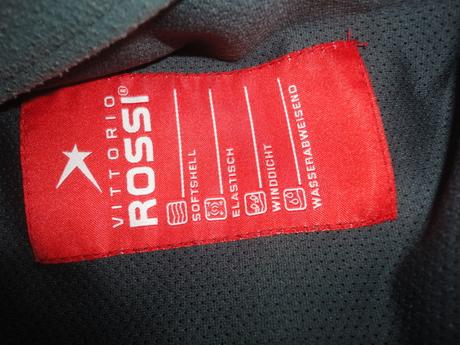 VITTORIO
ROSSI®
SOFTSHELL
ELASTISCH
WINDDICHT
WASSERABWEISEND